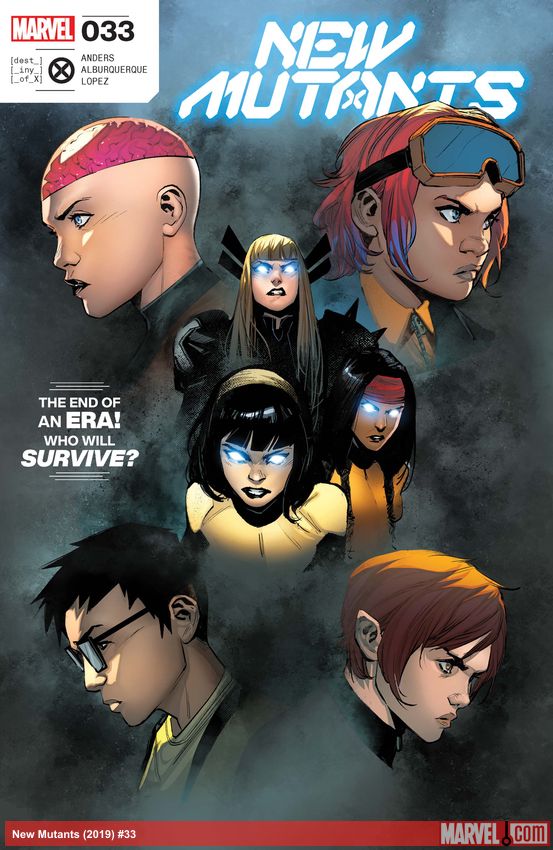 MARVEL 033
[dest_]
[_iny_]
[_of_X]
X
ANDERS
ALBURQUERQUE
LOPEZ
NEW
MUTANTS
THE END OF
AN ERA!
WHO WILL
SURVIVE?
New Mutants (2019) #33
MARVEL.com